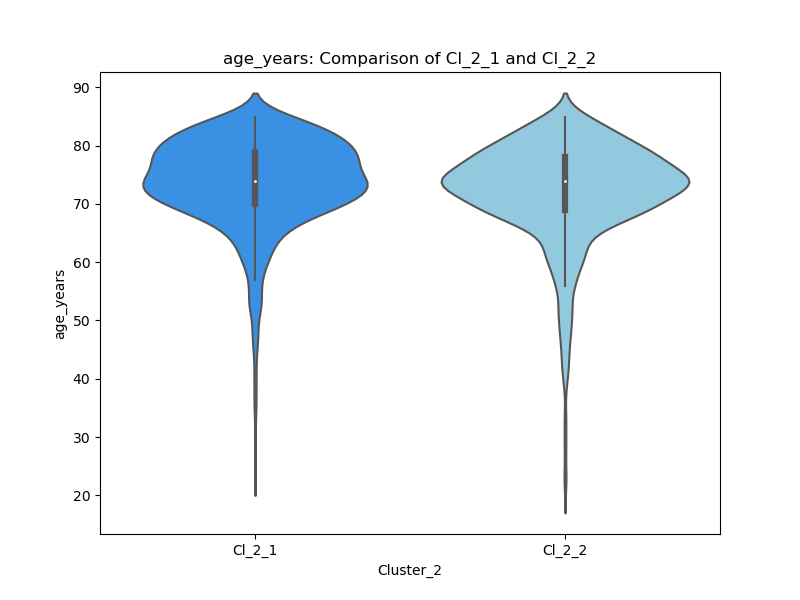 age_years: Comparison of Cl_2_1 and Cl_2_2
90
80
70
60
50
40
30
20
age_years
Cl_2_1
Cl_2_2
Cluster_2